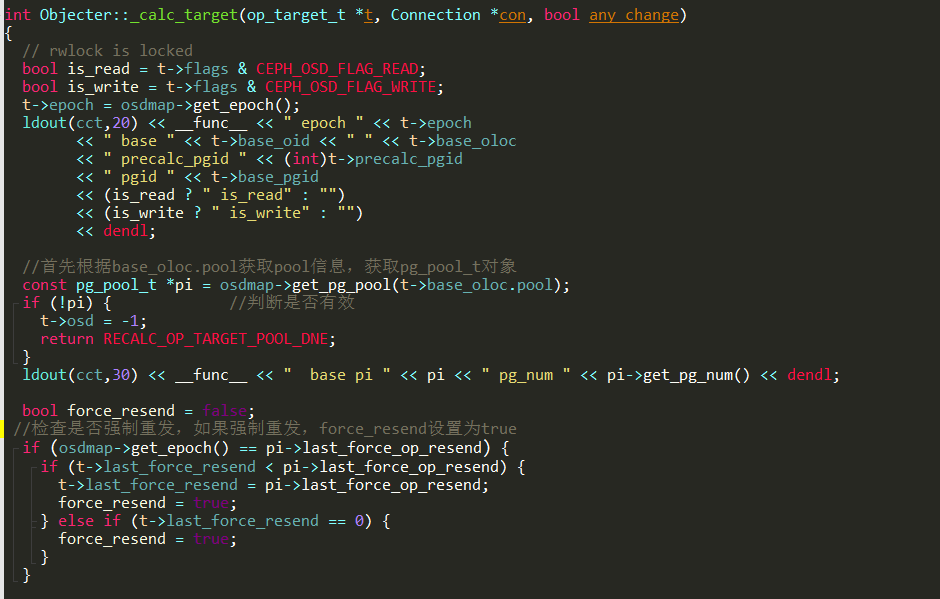 int Objecter::_calc_target(op_target_t *t, Connection *con, bool any_change)
{
  // rwlock is locked
  bool is_read = t->flags & CEPH_OSD_FLAG_READ;
  bool is_write = t->flags & CEPH_OSD_FLAG_WRITE;
  t->epoch = osdmap->get_epoch();
  ldout(cct,20) << __func__ << " epoch " << t->epoch
        << " base " << t->base_oid << " " << t->base_oloc
        << " precalc_pgid " << (int)t->precalc_pgid
        << " pgid " << t->base_pgid
        << (is_read ? " is_read" : "")
        << (is_write ? " is_write" : "")
        << dendl;
  //首先根据base_oloc.pool获取pool信息，获取pg_pool_t对象
  const pg_pool_t *pi = osdmap->get_pg_pool(t->base_oloc.pool);
  if (!pi) {             //判断是否有效
    t->osd = -1;
    return RECALC_OP_TARGET_POOL_DNE;
  }
  ldout(cct,30) << __func__ << "  base pi " << pi << " pg_num " << pi->get_pg_num() << dendl;
  bool force_resend = false;
 //检查是否强制重发，如果强制重发，force_resend设置为true
  if (osdmap->get_epoch() == pi->last_force_op_resend) {
    if (t->last_force_resend < pi->last_force_op_resend) {
      t->last_force_resend = pi->last_force_op_resend;
      force_resend = true;
    } else if (t->last_force_resend == 0) {
      force_resend = true;
    }
  }